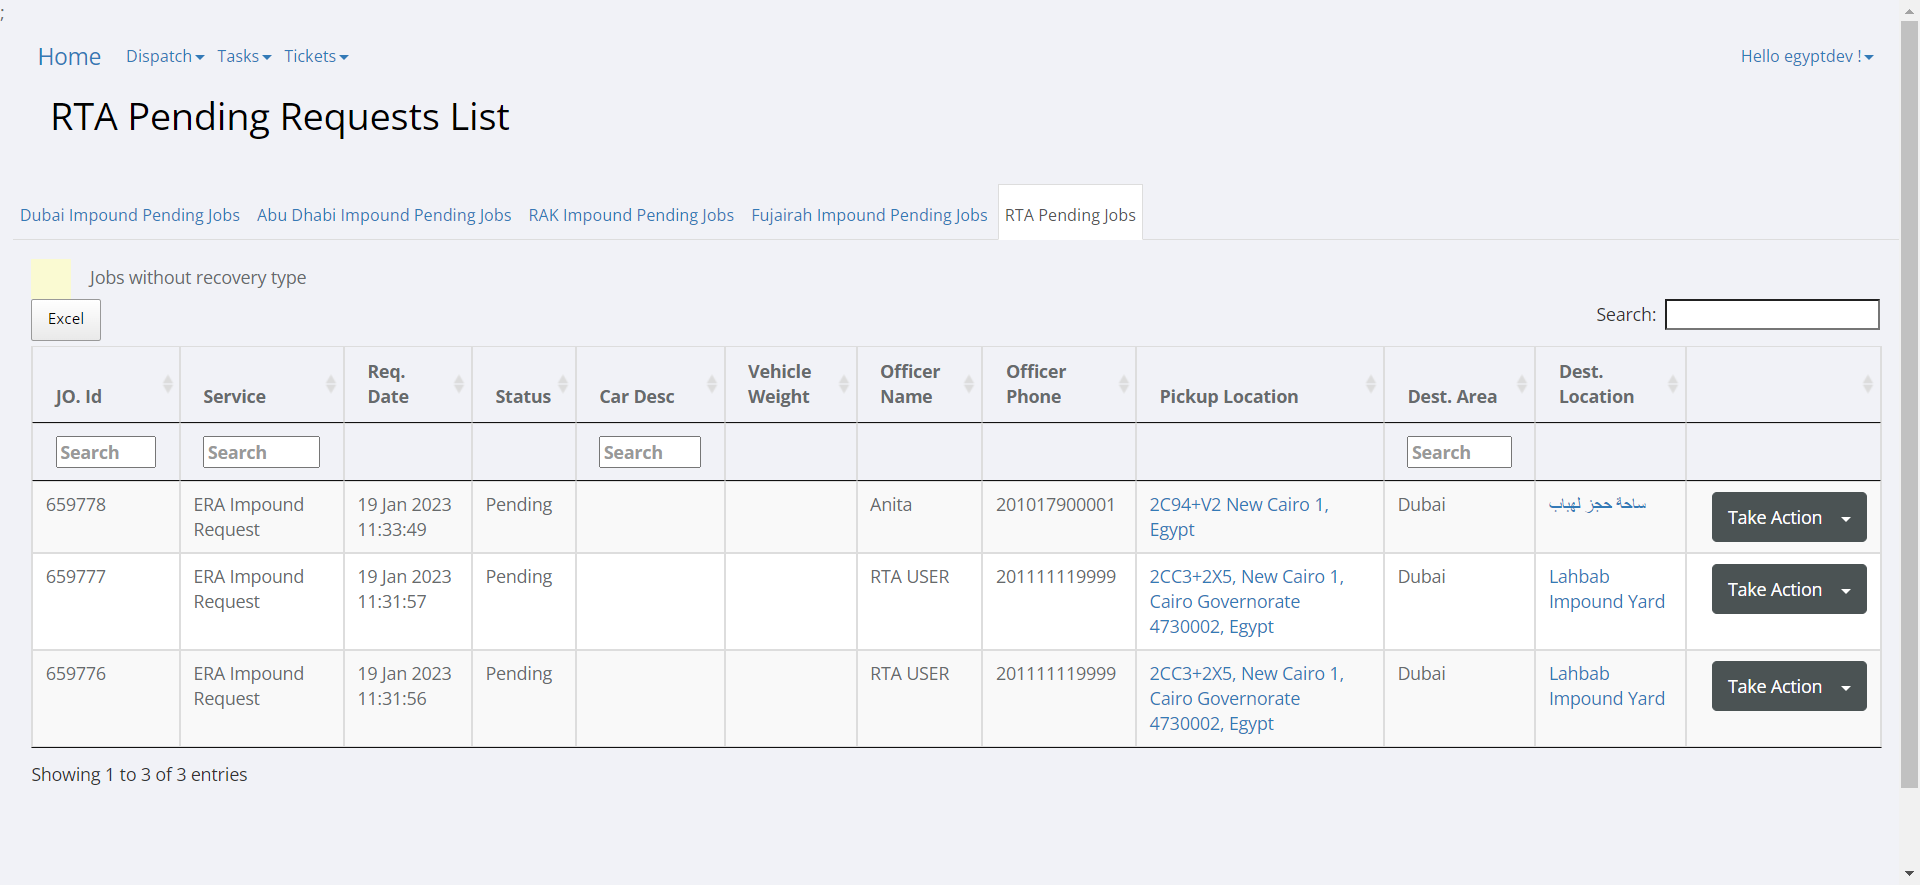 ;
Home Dispatch Tasks Tickets Hello egyptdev !
RTA Pending Requests List
Dubai Impound Pending Jobs Abu Dhabi Impound Pending Jobs RAK Impound Pending Jobs Fujairah Impound Pending Jobs RTA Pending Jobs
Jobs without recovery type
Excel Search:
JO. Id Service Req. Date Status Car Desc Vehicle Weight Officer Name Officer Phone Pickup Location Dest. Area Dest. Location
Search Search Search Search
659778 ERA Impound Request 19 Jan 2023 11:33:49 Pending Anita 201017900001 2C94+V2 New Cairo 1, Egypt Dubai ساحة حجز لهباب Take Action
659777 ERA Impound Request 19 Jan 2023 11:31:57 Pending RTA USER 201111119999 2CC3+2X5, New Cairo 1, Cairo Governorate 4730002, Egypt Dubai Lahbab Impound Yard Take Action
659776 ERA Impound Request 19 Jan 2023 11:31:56 Pending RTA USER 201111119999 2CC3+2X5, New Cairo 1, Cairo Governorate 4730002, Egypt Dubai Lahbab Impound Yard Take Action
Showing 1 to 3 of 3 entries